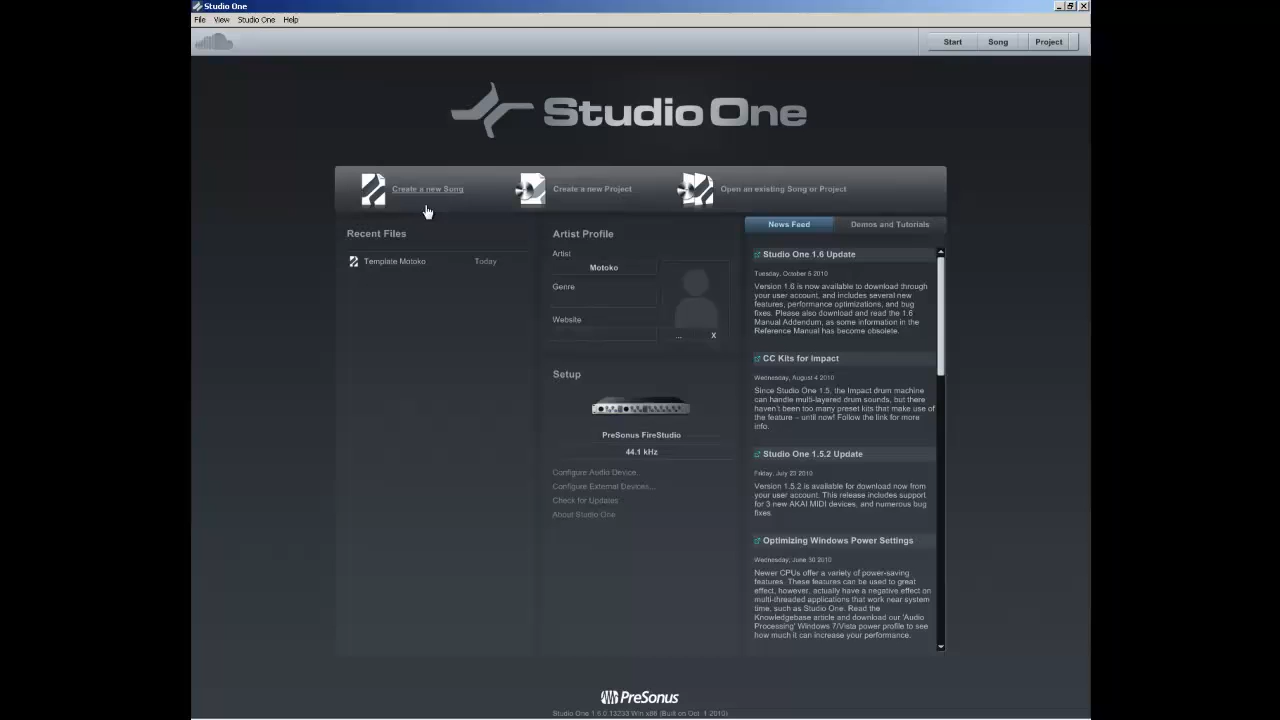 Studio One
File View Studio One Help
Start Song Project
Studio One
Create a new Song
Create a new Project
Open an existing Song or Project
Recent Files
Template Motoko Today
Artist Profile
Artist
Motoko
Genre
Website
... X
Setup
PreSonus FireStudio
44.1 kHz
Configure Audio Device...
Configure External Devices...
Check for Updates
About Studio One
News Feed
Demos and Tutorials
Studio One 1.6 Update
Tuesday, October 5 2010
Version 1.6 is now available to download through
your user account, and includes several new
features, performance optimizations, and bug
fixes. Please also download and read the 1.6
Manual Addendum, as some information in the
Reference Manual has become obsolete.
CC Kits for Impact
Wednesday, August 4 2010
Since Studio One 1.5, the Impact drum machine
can handle multi-layered drum sounds, but there
haven't been too many preset kits that make use of
the feature – until now! Follow the link for more
info.
Studio One 1.5.2 Update
Friday, July 23 2010
Version 1.5.2 is available for download now from
your user account. This release includes support
for 3 new AKAI MIDI devices, and numerous bug
fixes.
Optimizing Windows Power Settings
Wednesday, June 30 2010
Newer CPUs offer a variety of power-saving
features. These features can be used to great
effect, however, actually have a negative effect on
multi-threaded applications that work near system
time, such as Studio One. Read the
Knowledgebase article and download our 'Audio
Processing' Windows 7/Vista power profile to see
how much it can increase your performance.
PreSonus
Studio One 1.6.0.13233 Win x86 (Built on Oct. 1 2010)